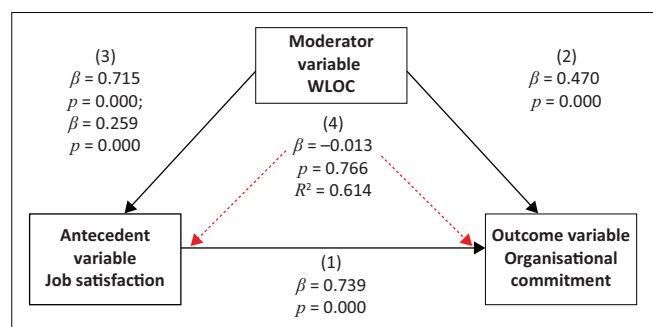 (3)
β = 0.715
p = 0.000;
β = 0.259
p = 0.000
Moderator
variable
WLOC
(2)
β = 0.470
p = 0.000
(4)
β = –0.013
p = 0.766
R² = 0.614
Antecedent
variable
Job satisfaction
(1)
β = 0.739
p = 0.000
Outcome variable
Organisational
commitment